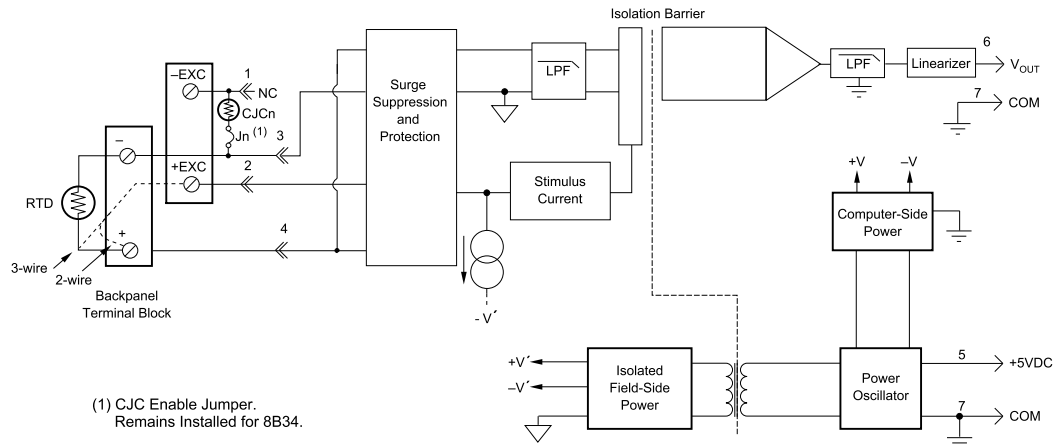 Isolation Barrier
–EXC
1
NC
CJCn
Jn (1)
3
–
+EXC
2
RTD
+
4
3-wire
2-wire
Backpanel
Terminal Block
Surge
Suppression
and
Protection
LPF
Stimulus
Current
- V´
LPF
Linearizer
6
VOUT
7
COM
+V
–V
Computer-Side
Power
+V´
–V´
Isolated
Field-Side
Power
Power
Oscillator
5
+5VDC
7
COM
(1) CJC Enable Jumper.
Remains Installed for 8B34.